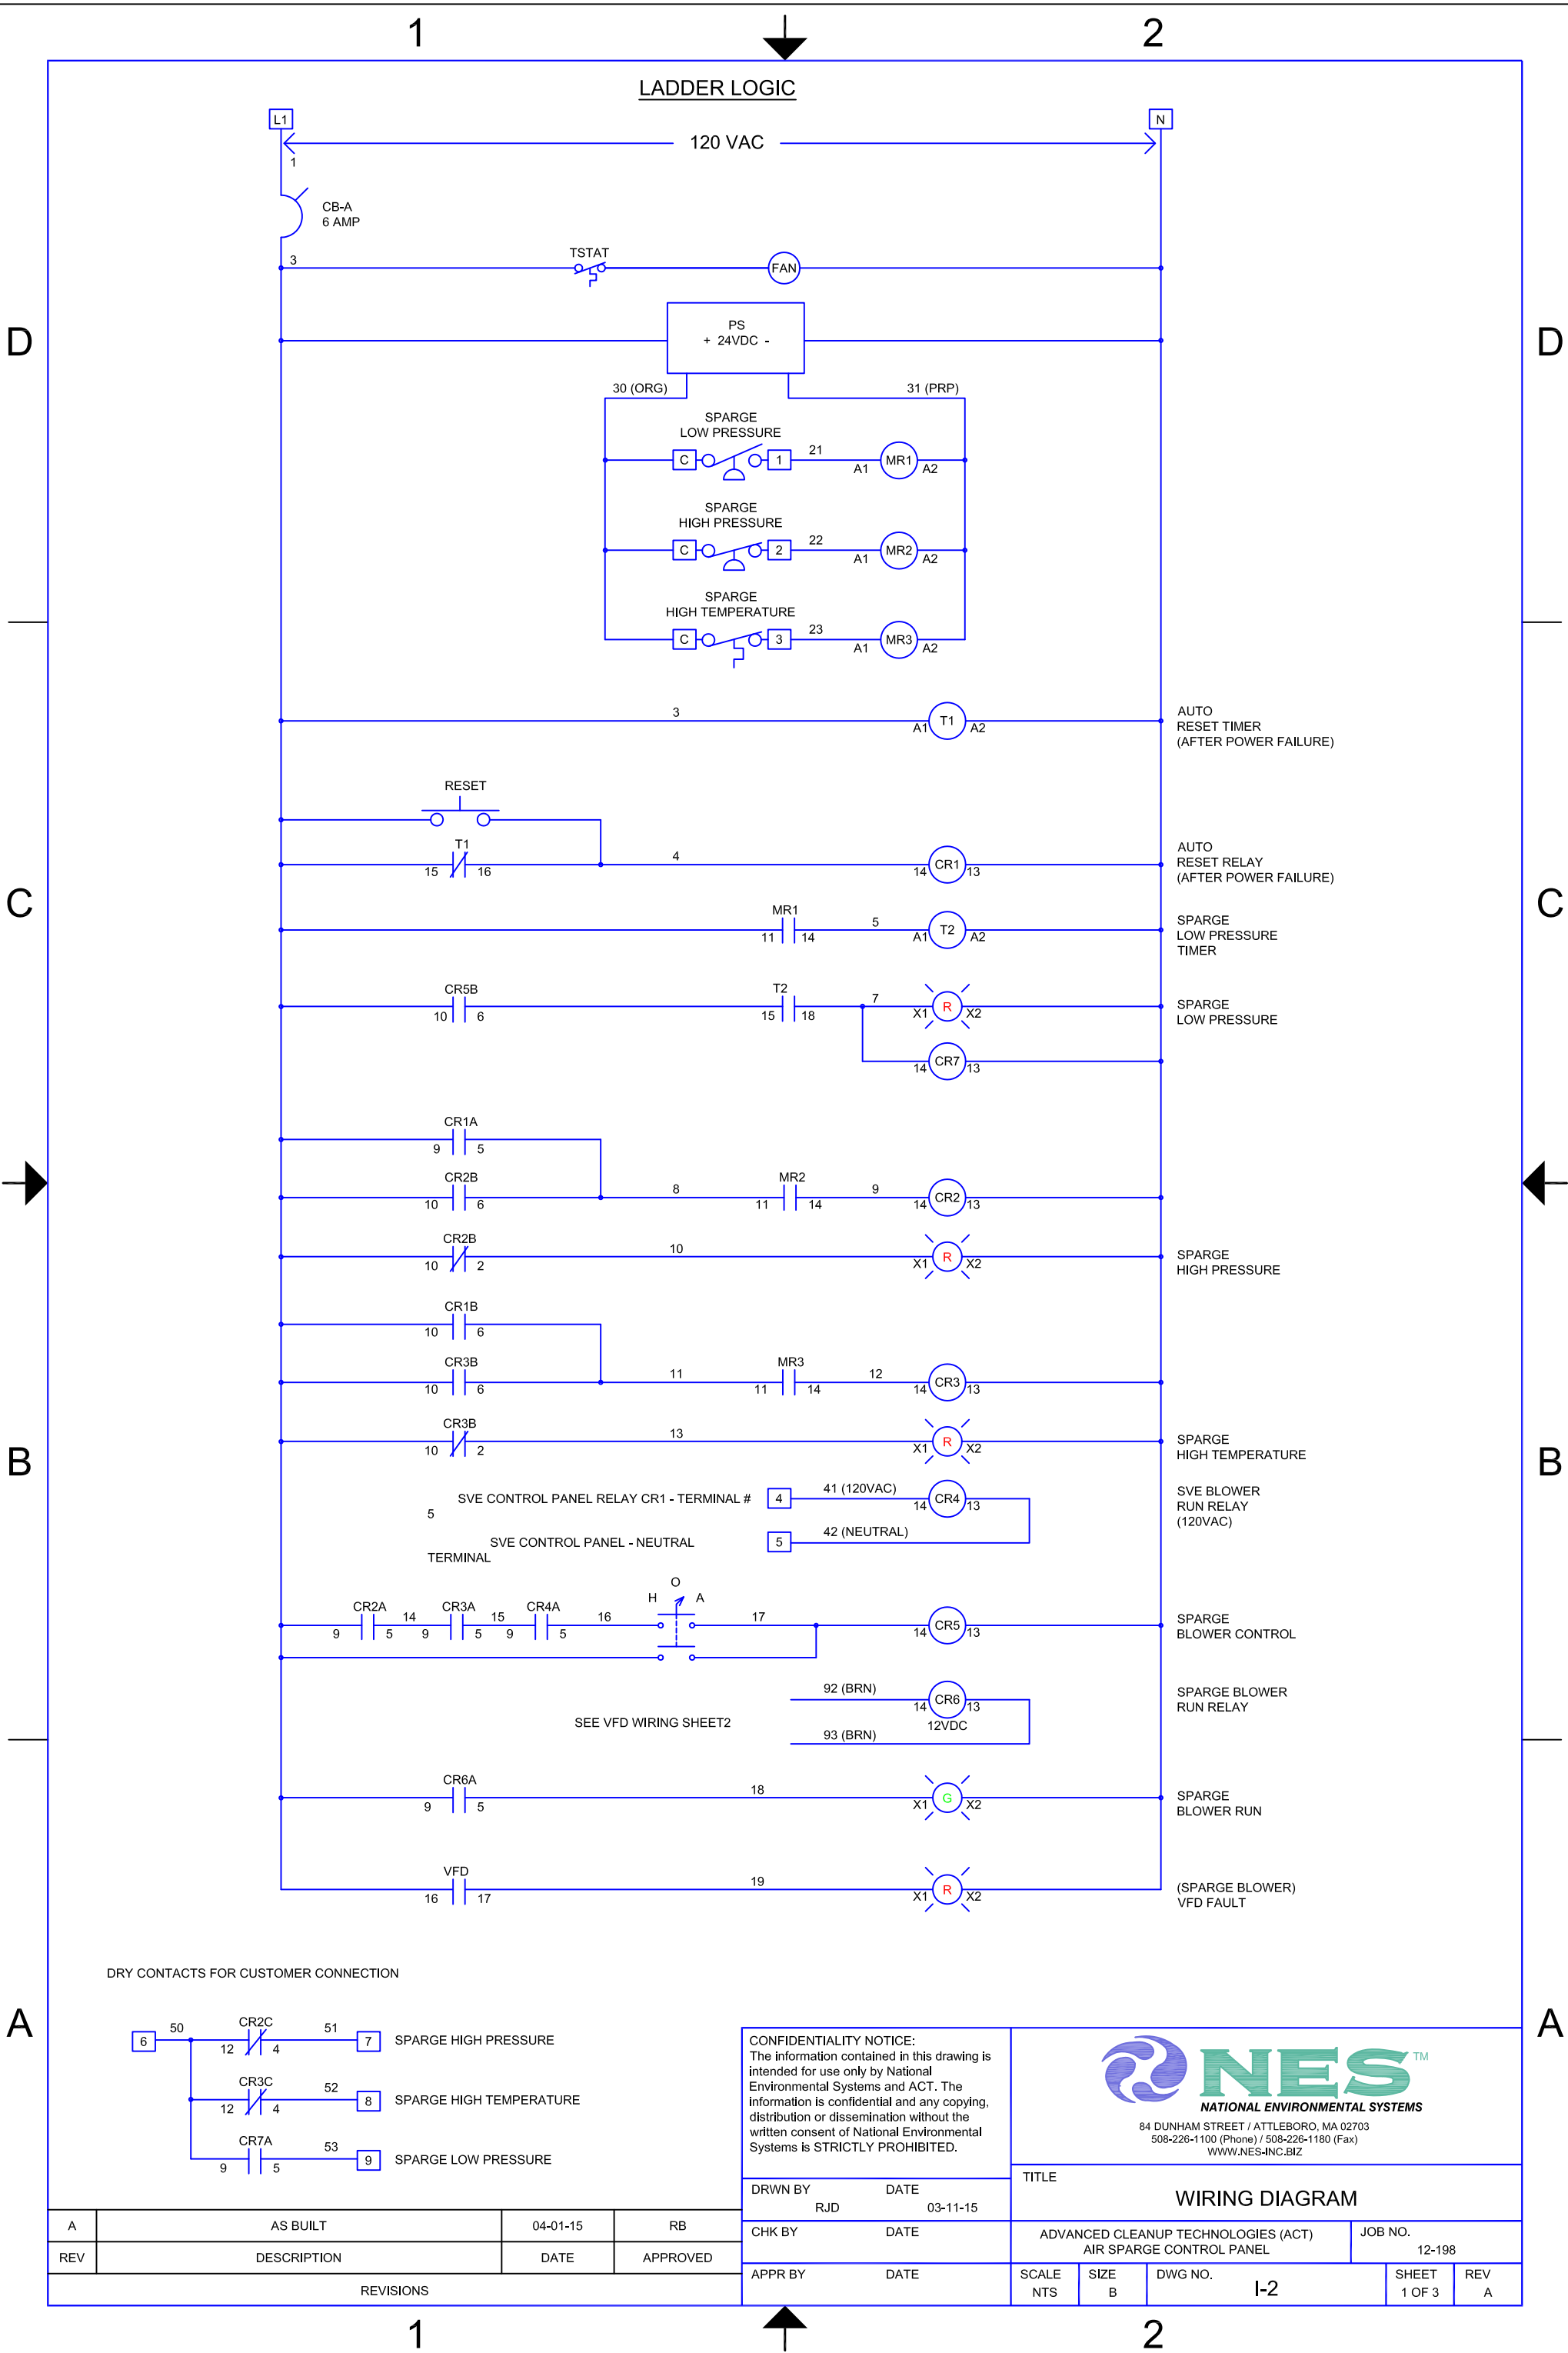 1 2
LADDER LOGIC
L1 N
120 VAC
1
CB-A
6 AMP
3 TSTAT FAN
D D
PS
+ 24VDC -
30 (ORG) 31 (PRP)
SPARGE
LOW PRESSURE
C 1 21 A1 MR1 A2
SPARGE
HIGH PRESSURE
C 2 22 A1 MR2 A2
SPARGE
HIGH TEMPERATURE
C 3 23 A1 MR3 A2
3 A1 T1 A2
AUTO
RESET TIMER
(AFTER POWER FAILURE)
RESET
T1
15 16 4 14 CR1 13
AUTO
RESET RELAY
(AFTER POWER FAILURE)
C C
MR1
11 14 5 A1 T2 A2
SPARGE
LOW PRESSURE
TIMER
CR5B T2
10 6 15 18 7 X1 R X2
SPARGE
LOW PRESSURE
14 CR7 13
CR1A
9 5
CR2B MR2
10 6 8 11 14 9 14 CR2 13
CR2B
10 2 10 X1 R X2
SPARGE
HIGH PRESSURE
CR1B
10 6
CR3B MR3
10 6 11 11 14 12 14 CR3 13
CR3B
10 2 13 X1 R X2
SPARGE
HIGH TEMPERATURE
B B
SVE CONTROL PANEL RELAY CR1 - TERMINAL # 4 41 (120VAC) 14 CR4 13
5
SVE BLOWER
RUN RELAY
(120VAC)
SVE CONTROL PANEL - NEUTRAL 5 42 (NEUTRAL)
TERMINAL
H O A
CR2A 14 CR3A 15 CR4A 16 17
9 5 9 5 9 5 14 CR5 13
SPARGE
BLOWER CONTROL
92 (BRN) 14 CR6 13
12VDC
SPARGE BLOWER
RUN RELAY
SEE VFD WIRING SHEET2
93 (BRN)
CR6A
9 5 18 X1 G X2
SPARGE
BLOWER RUN
VFD
16 17 19 X1 R X2
(SPARGE BLOWER)
VFD FAULT
DRY CONTACTS FOR CUSTOMER CONNECTION
A A
6 50 CR2C 51 7 SPARGE HIGH PRESSURE
12 4
CR3C 52 8 SPARGE HIGH TEMPERATURE
12 4
CR7A 53 9 SPARGE LOW PRESSURE
9 5
CONFIDENTIALITY NOTICE:
The information contained in this drawing is
intended for use only by National
Environmental Systems and ACT. The
information is confidential and any copying,
distribution or dissemination without the
written consent of National Environmental
Systems is STRICTLY PROHIBITED.
NES TM
NATIONAL ENVIRONMENTAL SYSTEMS
84 DUNHAM STREET / ATTLEBORO, MA 02703
508-226-1100 (Phone) / 508-226-1180 (Fax)
WWW.NES-INC.BIZ
DRWN BY DATE
RJD 03-11-15
TITLE
WIRING DIAGRAM
CHK BY DATE
ADVANCED CLEANUP TECHNOLOGIES (ACT)
AIR SPARGE CONTROL PANEL
JOB NO.
12-198
APPR BY DATE
SCALE
NTS
SIZE
B
DWG NO.
I-2
SHEET
1 OF 3
REV
A
A AS BUILT 04-01-15 RB
REV DESCRIPTION DATE APPROVED
REVISIONS
1 2